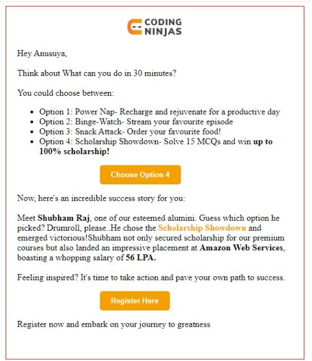 CODING
NINJAS
Hey Anusuya,
Think about What can you do in 30 minutes?
You could choose between:
• Option 1: Power Nap- Recharge and rejuvenate for a productive day
• Option 2: Binge-Watch- Stream your favourite episode
• Option 3: Snack Attack- Order your favourite food!
• Option 4: Scholarship Showdown- Solve 15 MCQs and win up to
100% scholarship!
Choose Option 4
Now, here's an incredible success story for you:
Meet Shubham Raj, one of our esteemed alumini. Guess which option he
picked? Drumroll, please..He chose the Scholarship Showdown and
emerged victorious!Shubham not only secured scholarship for our premium
courses but also landed an impressive placement at Amazon Web Services,
boasting a whopping salary of 56 LPA.
Feeling inspired? It's time to take action and pave your own path to success.
Register Here
Register now and embark on your journey to greatness